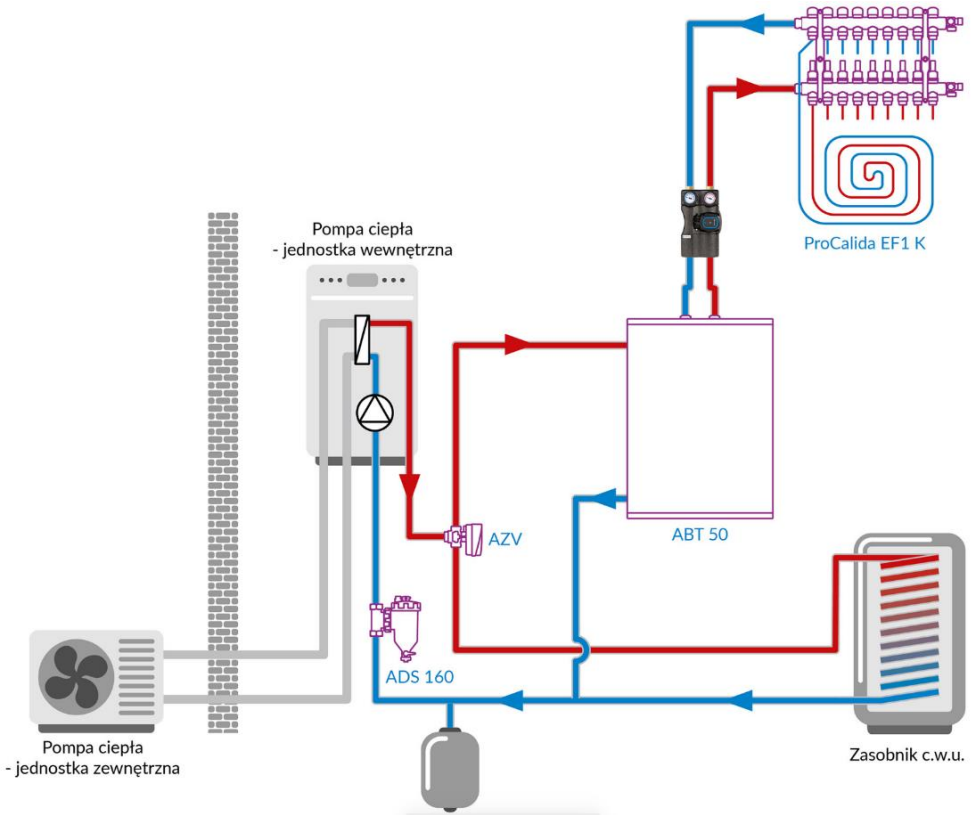 ProCalida EF1 K
Pompa ciepła
- jednostka wewnętrzna
AZV
ABT 50
ADS 160
Pompa ciepła
- jednostka zewnętrzna
Zasobnik c.w.u.